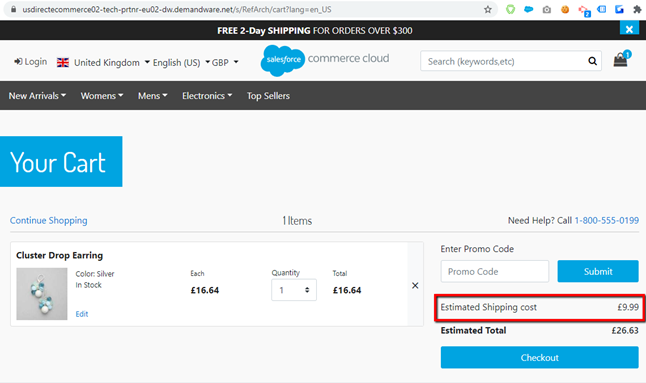 usdirectecommerce02-tech-prtnr-eu02-dw.demandware.net/s/RefArch/cart?lang=en_US
2
FREE 2-Day SHIPPING FOR ORDERS OVER $300
Login United Kingdom English (US) GBP salesforce commerce cloud Search (keywords,etc) 1
New Arrivals Womens Mens Electronics Top Sellers
Your Cart
Continue Shopping 1 Items Need Help? Call 1-800-555-0199
Cluster Drop Earring
Color: Silver
In Stock
Edit
Each
£16.64
Quantity
1
Total
£16.64
Enter Promo Code
Promo Code Submit
Estimated Shipping cost £9.99
Estimated Total £26.63
Checkout